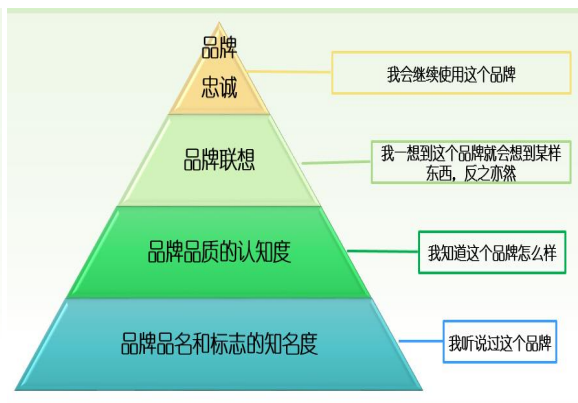 品牌
忠诚
我会继续使用这个品牌
品牌联想
我一想到这个品牌就会想到某样
东西，反之亦然
品牌品质的认知度
我知道这个品牌怎么样
品牌品名和标志的知名度
我听说过这个品牌